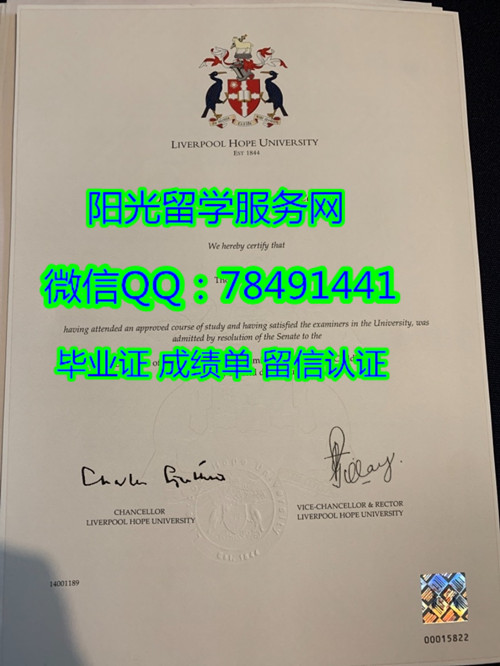 LIVERPOOL HOPE UNIVERSITY
EST 1844
阳光留学服务网
We hereby certify that
微信QQ：78491441
having attended an approved course of study and having satisfied the examiners in the University, was
admitted by resolution of the Senate to the
毕业证 成绩单 留信认证
CHANCELLOR
LIVERPOOL HOPE UNIVERSITY
VICE-CHANCELLOR & RECTOR
LIVERPOOL HOPE UNIVERSITY
14001189
00015822